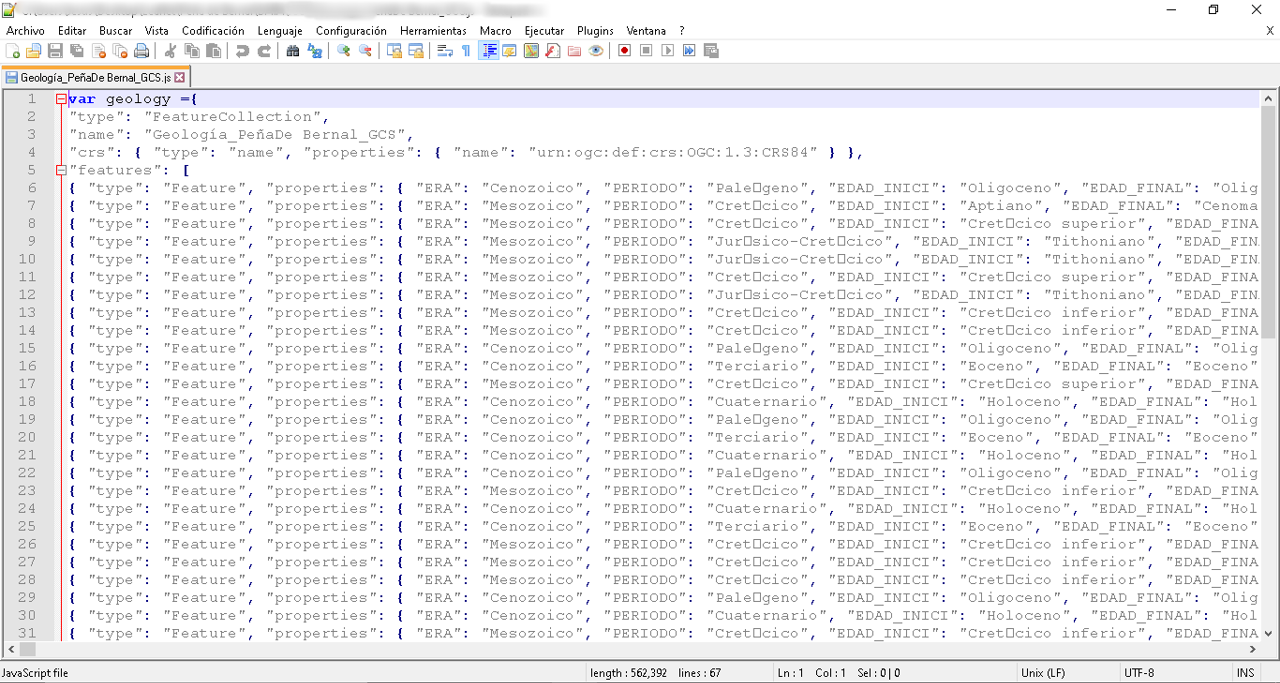 Archivo Editar Buscar Vista Codificación Lenguaje Configuración Herramientas Macro Ejecutar Plugins Ventana ? X
Geología_PeñaDe Bernal_GCS.js
1 var geology ={
2 "type": "FeatureCollection",
3 "name": "Geología_PeñaDe Bernal_GCS",
4 "crs": { "type": "name", "properties": { "name": "urn:ogc:def:crs:OGC:1.3:CRS84" } },
5 "features": [
6 { "type": "Feature", "properties": { "ERA": "Cenozoico", "PERIODO": "Pale□geno", "EDAD_INICI": "Oligoceno", "EDAD_FINAL": "Olig
7 { "type": "Feature", "properties": { "ERA": "Mesozoico", "PERIODO": "Cret□cico", "EDAD_INICI": "Aptiano", "EDAD_FINAL": "Cenoma
8 { "type": "Feature", "properties": { "ERA": "Mesozoico", "PERIODO": "Cret□cico", "EDAD_INICI": "Cret□cico superior", "EDAD_FINA
9 { "type": "Feature", "properties": { "ERA": "Mesozoico", "PERIODO": "Jur□sico-Cret□cico", "EDAD_INICI": "Tithoniano", "EDAD_FIN
10 { "type": "Feature", "properties": { "ERA": "Mesozoico", "PERIODO": "Jur□sico-Cret□cico", "EDAD_INICI": "Tithoniano", "EDAD_FIN
11 { "type": "Feature", "properties": { "ERA": "Mesozoico", "PERIODO": "Cret□cico", "EDAD_INICI": "Cret□cico superior", "EDAD_FINA
12 { "type": "Feature", "properties": { "ERA": "Mesozoico", "PERIODO": "Jur□sico-Cret□cico", "EDAD_INICI": "Tithoniano", "EDAD_FIN
13 { "type": "Feature", "properties": { "ERA": "Mesozoico", "PERIODO": "Cret□cico", "EDAD_INICI": "Cret□cico inferior", "EDAD_FINA
14 { "type": "Feature", "properties": { "ERA": "Mesozoico", "PERIODO": "Cret□cico", "EDAD_INICI": "Cret□cico inferior", "EDAD_FINA
15 { "type": "Feature", "properties": { "ERA": "Cenozoico", "PERIODO": "Pale□geno", "EDAD_INICI": "Oligoceno", "EDAD_FINAL": "Olig
16 { "type": "Feature", "properties": { "ERA": "Cenozoico", "PERIODO": "Terciario", "EDAD_INICI": "Eoceno", "EDAD_FINAL": "Eoceno"
17 { "type": "Feature", "properties": { "ERA": "Mesozoico", "PERIODO": "Cret□cico", "EDAD_INICI": "Cret□cico superior", "EDAD_FINA
18 { "type": "Feature", "properties": { "ERA": "Cenozoico", "PERIODO": "Cuaternario", "EDAD_INICI": "Holoceno", "EDAD_FINAL": "Hol
19 { "type": "Feature", "properties": { "ERA": "Cenozoico", "PERIODO": "Pale□geno", "EDAD_INICI": "Oligoceno", "EDAD_FINAL": "Olig
20 { "type": "Feature", "properties": { "ERA": "Cenozoico", "PERIODO": "Terciario", "EDAD_INICI": "Eoceno", "EDAD_FINAL": "Eoceno"
21 { "type": "Feature", "properties": { "ERA": "Cenozoico", "PERIODO": "Cuaternario", "EDAD_INICI": "Holoceno", "EDAD_FINAL": "Hol
22 { "type": "Feature", "properties": { "ERA": "Cenozoico", "PERIODO": "Pale□geno", "EDAD_INICI": "Oligoceno", "EDAD_FINAL": "Olig
23 { "type": "Feature", "properties": { "ERA": "Mesozoico", "PERIODO": "Cret□cico", "EDAD_INICI": "Cret□cico inferior", "EDAD_FINA
24 { "type": "Feature", "properties": { "ERA": "Cenozoico", "PERIODO": "Cuaternario", "EDAD_INICI": "Holoceno", "EDAD_FINAL": "Hol
25 { "type": "Feature", "properties": { "ERA": "Cenozoico", "PERIODO": "Terciario", "EDAD_INICI": "Eoceno", "EDAD_FINAL": "Eoceno"
26 { "type": "Feature", "properties": { "ERA": "Mesozoico", "PERIODO": "Cret□cico", "EDAD_INICI": "Cret□cico inferior", "EDAD_FINA
27 { "type": "Feature", "properties": { "ERA": "Mesozoico", "PERIODO": "Cret□cico", "EDAD_INICI": "Cret□cico inferior", "EDAD_FINA
28 { "type": "Feature", "properties": { "ERA": "Mesozoico", "PERIODO": "Cret□cico", "EDAD_INICI": "Cret□cico inferior", "EDAD_FINA
29 { "type": "Feature", "properties": { "ERA": "Cenozoico", "PERIODO": "Pale□geno", "EDAD_INICI": "Oligoceno", "EDAD_FINAL": "Olig
30 { "type": "Feature", "properties": { "ERA": "Cenozoico", "PERIODO": "Cuaternario", "EDAD_INICI": "Holoceno", "EDAD_FINAL": "Hol
31 { "type": "Feature", "properties": { "ERA": "Mesozoico", "PERIODO": "Cret□cico", "EDAD_INICI": "Cret□cico inferior", "EDAD_FINA
JavaScript file length : 562,392 lines : 67 Ln : 1 Col : 1 Sel : 0 | 0 Unix (LF) UTF-8 INS